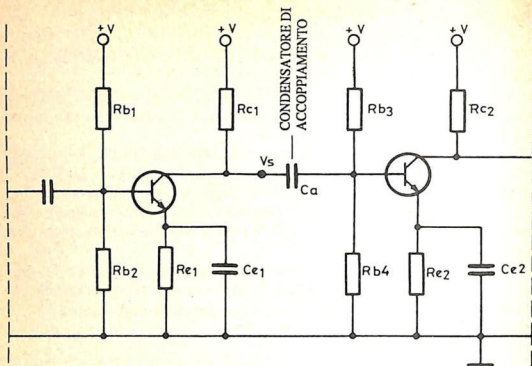 +V
+V
+V
+V
Rb1
Rc1
CONDENSATORE DI
ACCOPPIAMENTO
Rb3
Rc2
Vs
Ca
Rb2
Re1
Ce1
Rb4
Re2
Ce2